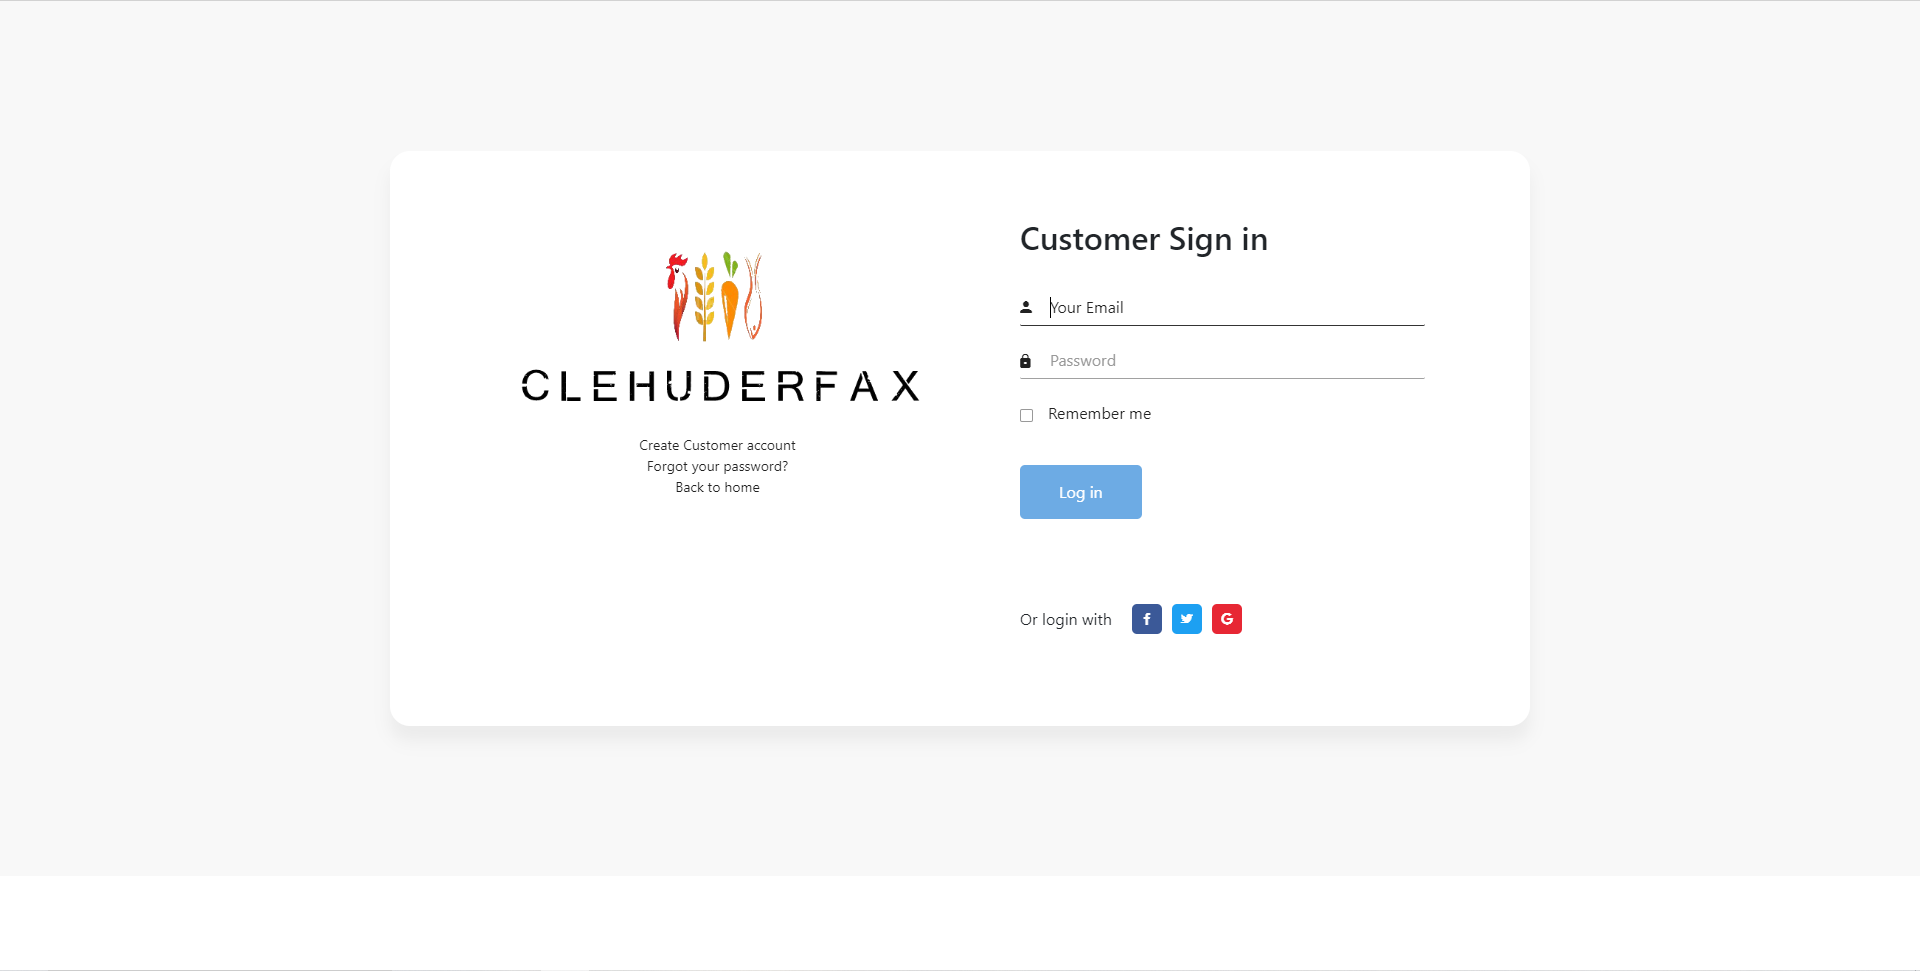 CLEHUDERFAX
Create Customer account
Forgot your password?
Back to home
Customer Sign in
Your Email
Password
Remember me
Log in
Or login with